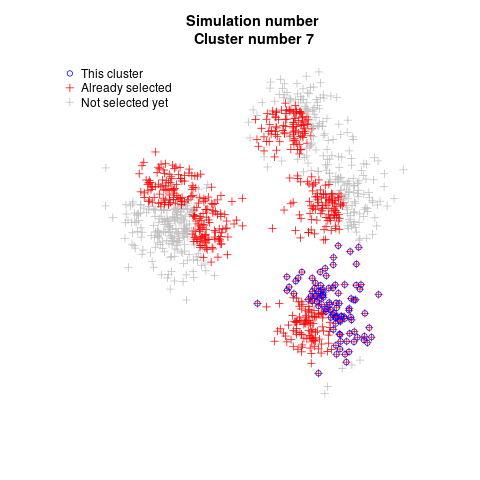 Simulation number
Cluster number 7
This cluster
Already selected
Not selected yet